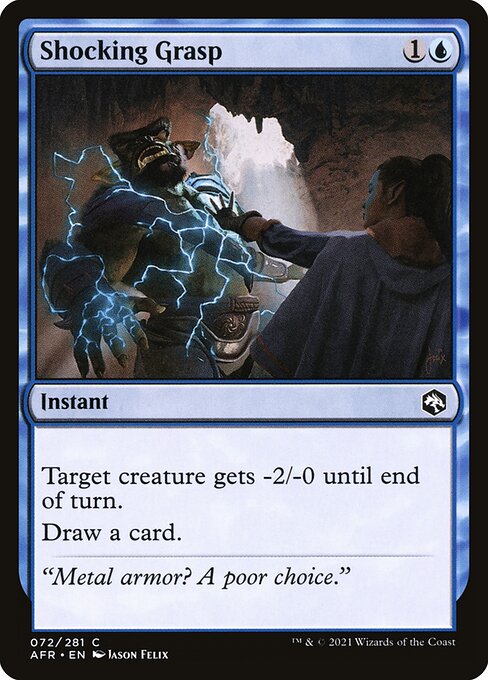 Shocking Grasp 1
Instant
Target creature gets -2/-0 until end
of turn.
Draw a card.
“Metal armor? A poor choice.”
072/281 C
AFR • EN Jason Felix
™ & © 2021 Wizards of the Coast